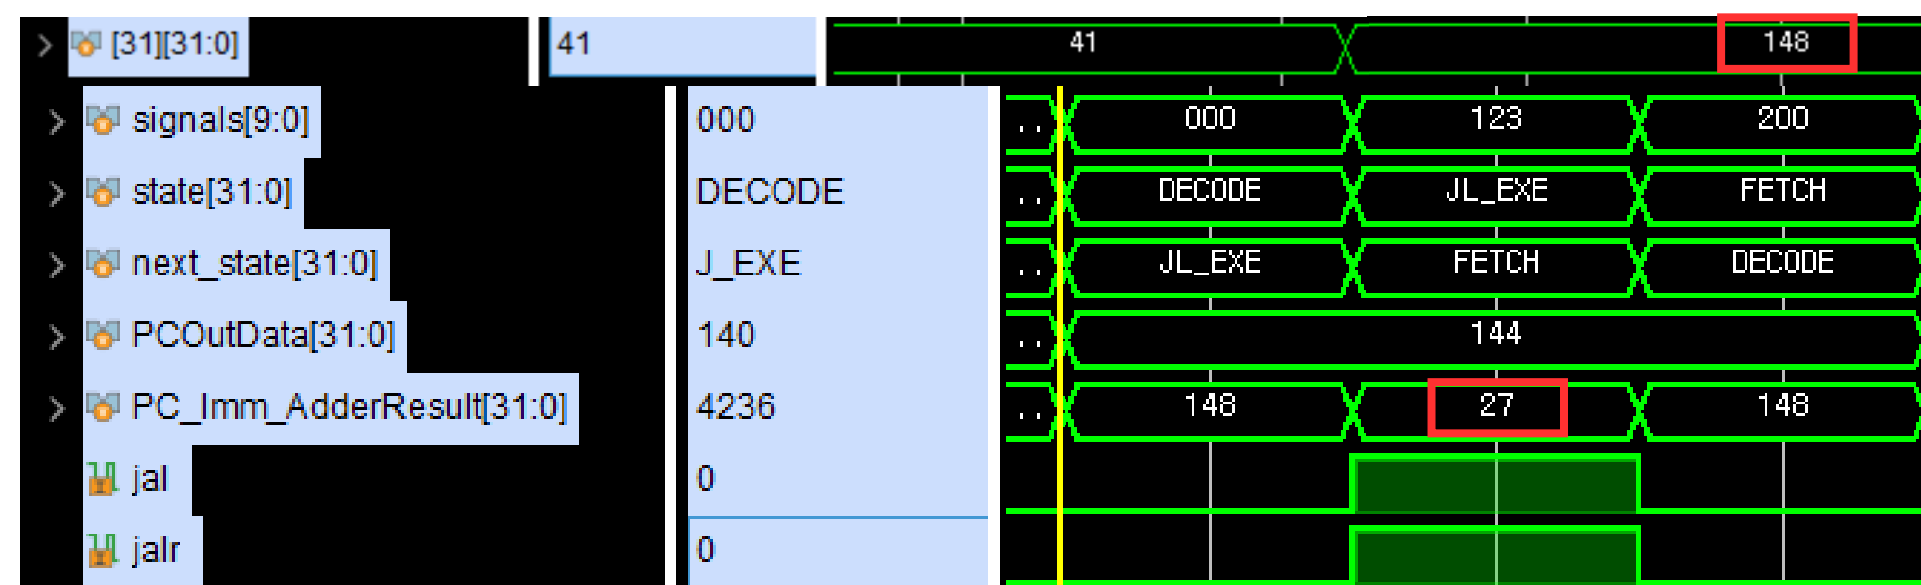 [31][31:0] 41 41 148
signals[9:0] 000 .. 000 123 200
state[31:0] DECODE .. DECODE JL_EXE FETCH
next_state[31:0] J_EXE .. JL_EXE FETCH DECODE
PCOutData[31:0] 140 .. 144
PC_Imm_AdderResult[31:0] 4236 .. 148 27 148
jal 0
jalr 0